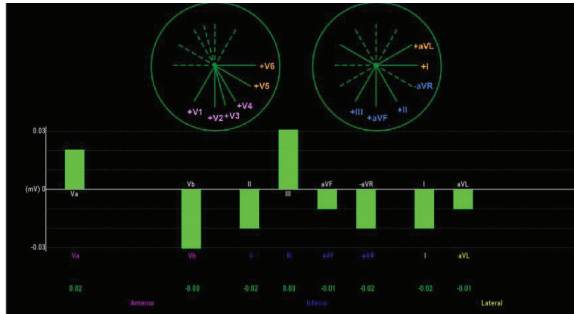 +V6
+V5
+V4
+V3
+V2
+V1
+aVL
+I
-aVR
+II
+aVF
+III
0.03
(mV) 0
-0.03
Va Vb II III aVF -aVR I aVL
Va Vb II III aVF -aVR I aVL
0.02 -0.03 -0.02 0.03 -0.01 -0.02 -0.02 -0.01
Anterior Inferior Lateral